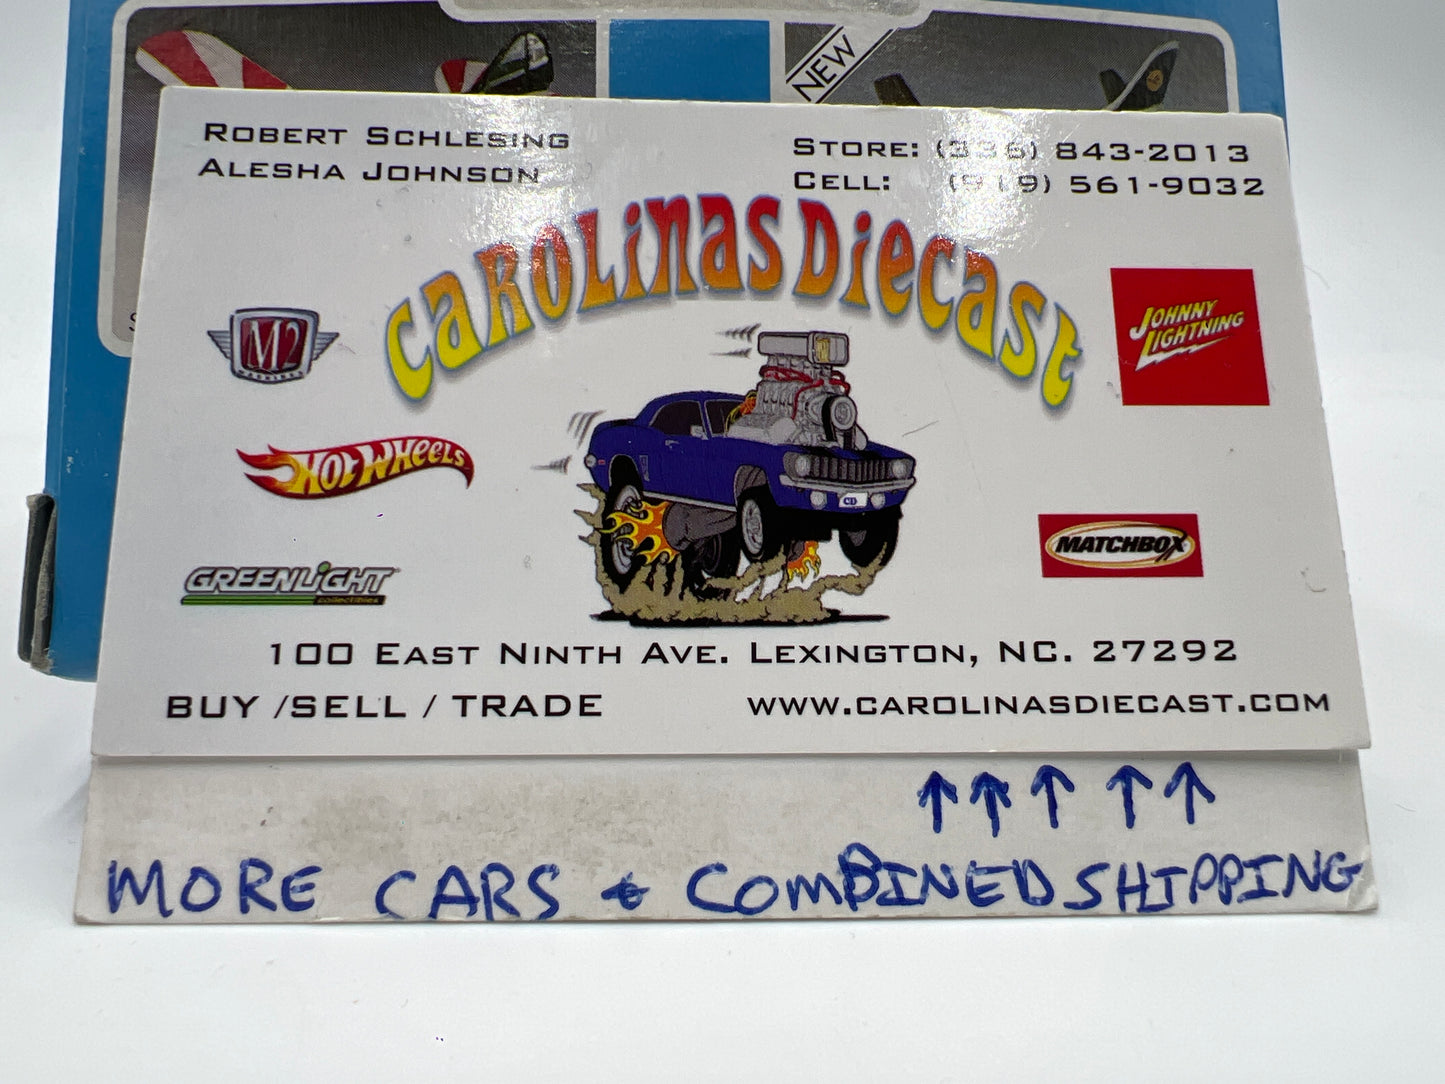 NEW
ROBERT SCHLESING
ALESHA JOHNSON
STORE: (336) 843-2013
CELL: (919) 561-9032
CAROLINAS DIECAST
M2
MACHINES
JOHNNY
LIGHTNING
HOT WHEELS
MATCHBOX
GREENLIGHT
collectibles
100 EAST NINTH AVE. LEXINGTON, NC. 27292
BUY /SELL / TRADE
WWW.CAROLINASDIECAST.COM
↑ ↑ ↑ ↑ ↑
MORE CARS & COMBINED SHIPPING